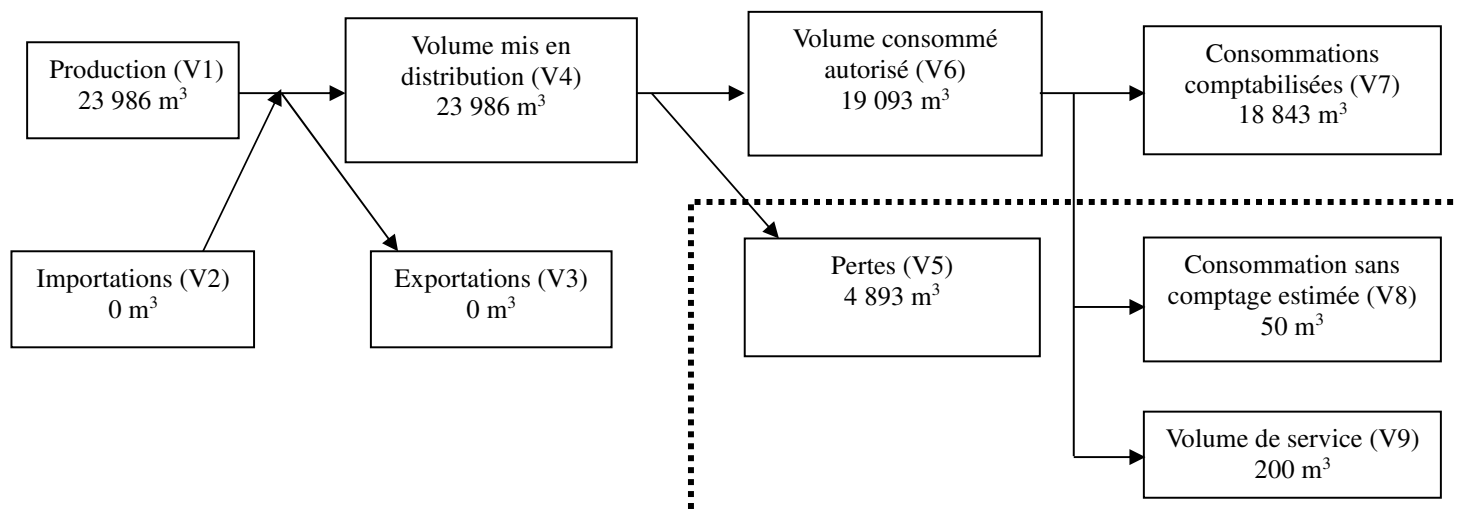 Production (V1)
23 986 m³
Volume mis en
distribution (V4)
23 986 m³
Volume consommé
autorisé (V6)
19 093 m³
Consommations
comptabilisées (V7)
18 843 m³
Importations (V2)
0 m³
Exportations (V3)
0 m³
Pertes (V5)
4 893 m³
Consommation sans
comptage estimée (V8)
50 m³
Volume de service (V9)
200 m³